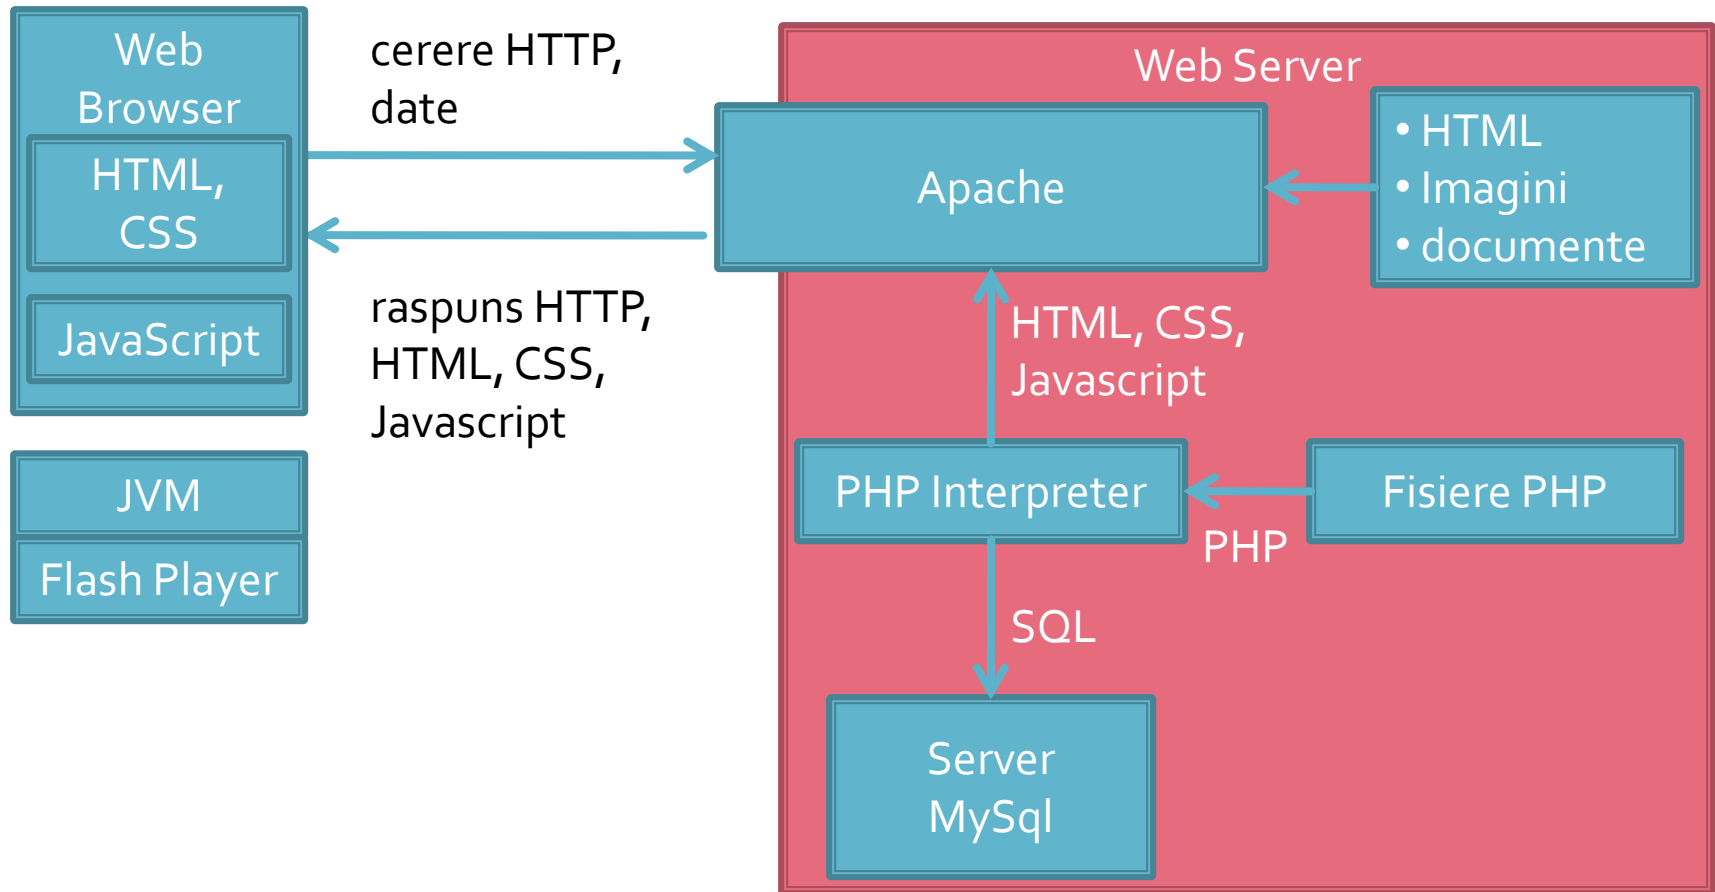 Web
Browser
HTML,
CSS
JavaScript
JVM
Flash Player
cerere HTTP,
date
raspuns HTTP,
HTML, CSS,
Javascript
Web Server
Apache
• HTML
• Imagini
• documente
HTML, CSS,
Javascript
PHP Interpreter
PHP
Fisiere PHP
SQL
Server
MySql